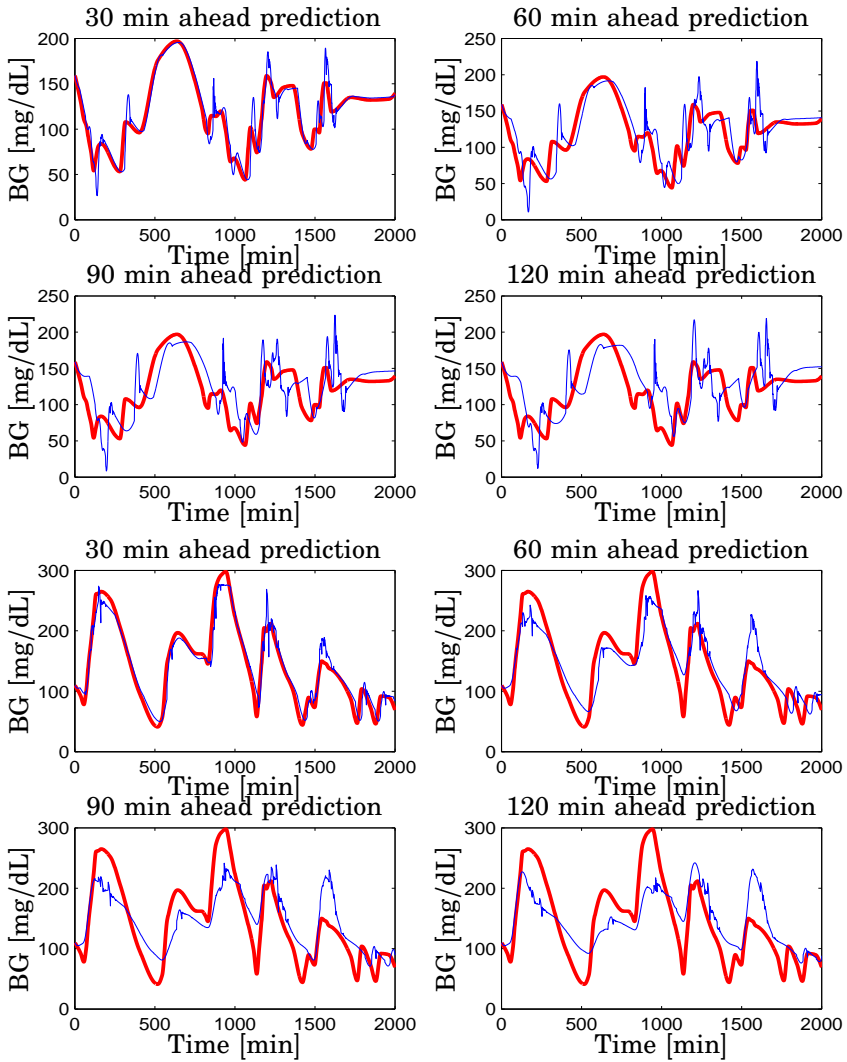 30 min ahead prediction
BG [mg/dL]
200
150
100
50
0
0 500 1000 1500 2000
Time [min]
60 min ahead prediction
BG [mg/dL]
250
200
150
100
50
0
0 500 1000 1500 2000
Time [min]
90 min ahead prediction
BG [mg/dL]
250
200
150
100
50
0
0 500 1000 1500 2000
Time [min]
120 min ahead prediction
BG [mg/dL]
250
200
150
100
50
0
0 500 1000 1500 2000
Time [min]
30 min ahead prediction
BG [mg/dL]
300
200
100
0
0 500 1000 1500 2000
Time [min]
60 min ahead prediction
BG [mg/dL]
300
200
100
0
0 500 1000 1500 2000
Time [min]
90 min ahead prediction
BG [mg/dL]
300
200
100
0
0 500 1000 1500 2000
Time [min]
120 min ahead prediction
BG [mg/dL]
300
200
100
0
0 500 1000 1500 2000
Time [min]